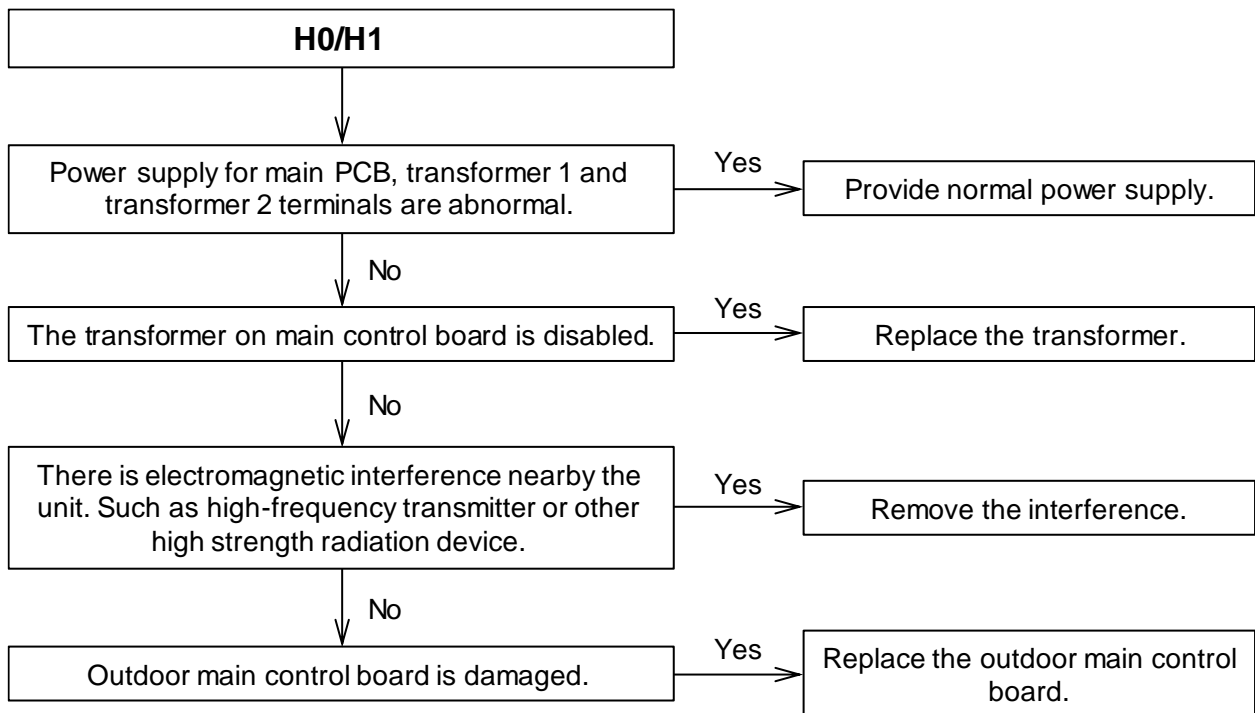 H0/H1
Power supply for main PCB, transformer 1 and
transformer 2 terminals are abnormal.
Yes
Provide normal power supply.
No
The transformer on main control board is disabled.
Yes
Replace the transformer.
No
There is electromagnetic interference nearby the
unit. Such as high-frequency transmitter or other
high strength radiation device.
Yes
Remove the interference.
No
Outdoor main control board is damaged.
Yes
Replace the outdoor main control
board.